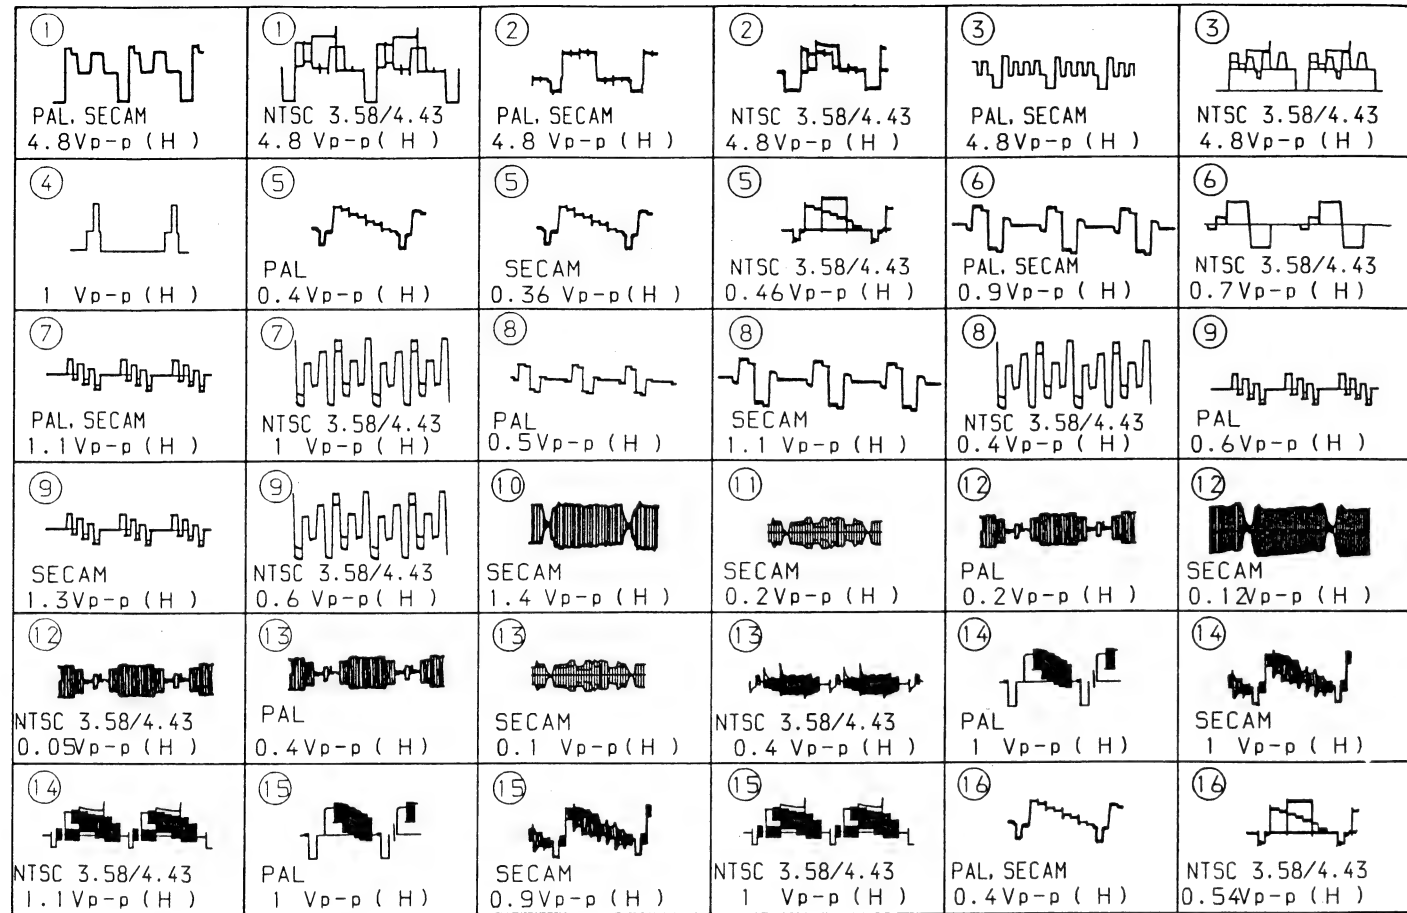 1
PAL, SECAM
4.8Vp-p (H)
1
NTSC 3.58/4.43
4.8 Vp-p (H)
2
PAL, SECAM
4.8 Vp-p (H)
2
NTSC 3.58/4.43
4.8Vp-p (H)
3
PAL, SECAM
4.8Vp-p (H)
3
NTSC 3.58/4.43
4.8Vp-p (H)
4
1 Vp-p (H)
5
PAL
0.4Vp-p (H)
5
SECAM
0.36 Vp-p(H)
5
NTSC 3.58/4.43
0.46Vp-p (H)
6
PAL, SECAM
0.9Vp-p (H)
6
NTSC 3.58/4.43
0.7Vp-p (H)
7
PAL, SECAM
1.1Vp-p (H)
7
NTSC 3.58/4.43
1 Vp-p (H)
8
PAL
0.5Vp-p (H)
8
SECAM
1.1 Vp-p (H)
8
NTSC 3.58/4.43
0.4Vp-p (H)
9
PAL
0.6Vp-p (H)
9
SECAM
1.3Vp-p (H)
9
NTSC 3.58/4.43
0.6 Vp-p (H)
10
SECAM
1.4 Vp-p (H)
11
SECAM
0.2Vp-p (H)
12
PAL
0.2Vp-p (H)
12
SECAM
0.12Vp-p (H)
12
NTSC 3.58/4.43
0.05Vp-p (H)
13
PAL
0.4Vp-p (H)
13
SECAM
0.1 Vp-p(H)
13
NTSC 3.58/4.43
0.4 Vp-p (H)
14
PAL
1 Vp-p (H)
14
SECAM
1 Vp-p (H)
14
NTSC 3.58/4.43
1.1Vp-p (H)
15
PAL
1 Vp-p (H)
15
SECAM
0.9Vp-p (H)
15
NTSC 3.58/4.43
1 Vp-p (H)
16
PAL, SECAM
0.4Vp-p (H)
16
NTSC 3.58/4.43
0.54Vp-p (H)